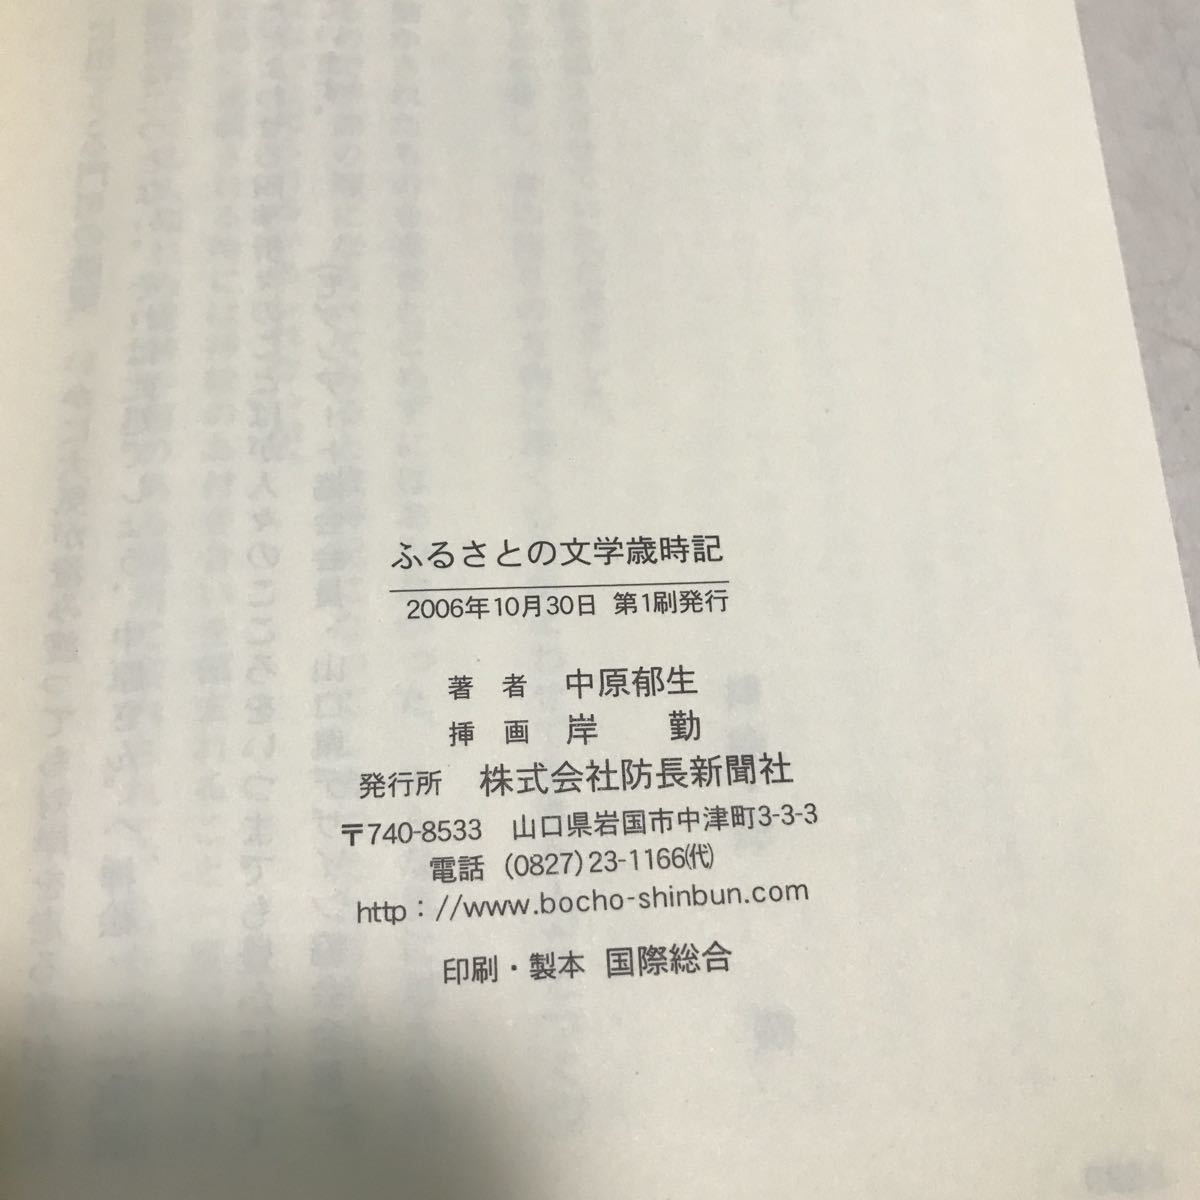 ふるさとの文学歳時記
2006年10月30日 第1刷発行
著 者 中原郁生
挿 画 岸 勤
発行所 株式会社防長新聞社
〒740-8533 山口県岩国市中津町3-3-3
電話 (0827)23-1166㈹
http://www.bocho-shinbun.com
印刷・製本 国際総合